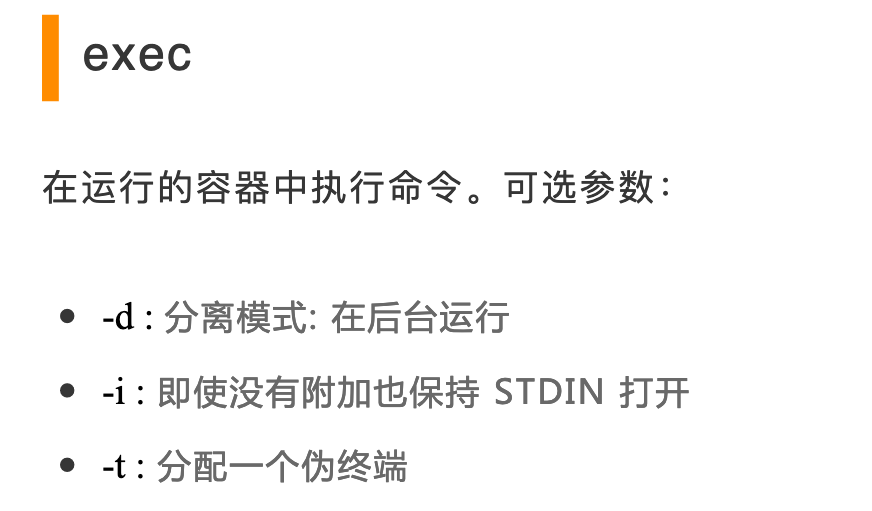 exec
在运行的容器中执行命令。可选参数：
-d : 分离模式: 在后台运行
-i : 即使没有附加也保持 STDIN 打开
-t : 分配一个伪终端